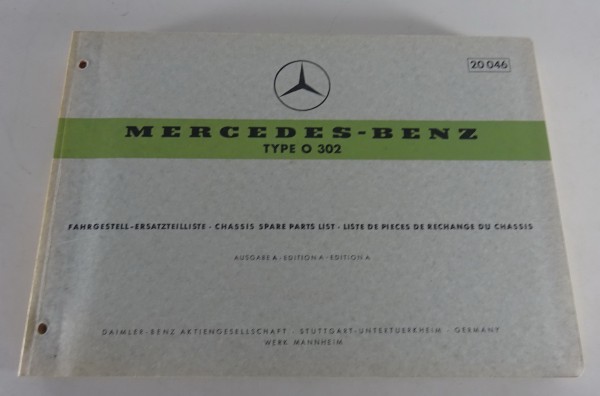 20 046
MERCEDES-BENZ
TYPE O 302
FAHRGESTELL-ERSATZTEILLISTE · CHASSIS SPARE PARTS LIST · LISTE DE PIECES DE RECHANGE DU CHASSIS
AUSGABE A · EDITION A · EDITION A
DAIMLER-BENZ AKTIENGESELLSCHAFT · STUTTGART-UNTERTUERKHEIM · GERMANY
WERK MANNHEIM